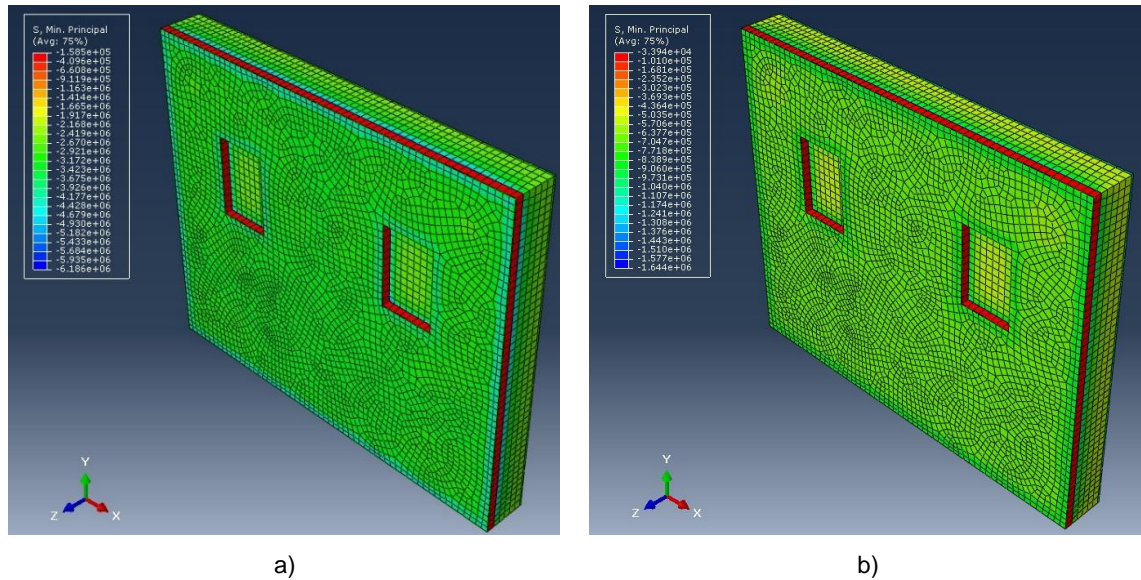 S, Min. Principal
(Avg: 75%)
-1.585e+05
-4.096e+05
-6.608e+05
-9.119e+05
-1.163e+06
-1.414e+06
-1.665e+06
-1.917e+06
-2.168e+06
-2.419e+06
-2.670e+06
-2.921e+06
-3.172e+06
-3.423e+06
-3.675e+06
-3.926e+06
-4.177e+06
-4.428e+06
-4.679e+06
-4.930e+06
-5.182e+06
-5.433e+06
-5.684e+06
-5.935e+06
-6.186e+06
Y
Z
X
a)
S, Min. Principal
(Avg: 75%)
-3.394e+04
-1.010e+05
-1.681e+05
-2.352e+05
-3.023e+05
-3.693e+05
-4.364e+05
-5.035e+05
-5.706e+05
-6.377e+05
-7.047e+05
-7.718e+05
-8.389e+05
-9.060e+05
-9.731e+05
-1.040e+06
-1.107e+06
-1.174e+06
-1.241e+06
-1.308e+06
-1.376e+06
-1.443e+06
-1.510e+06
-1.577e+06
-1.644e+06
Y
Z
X
b)